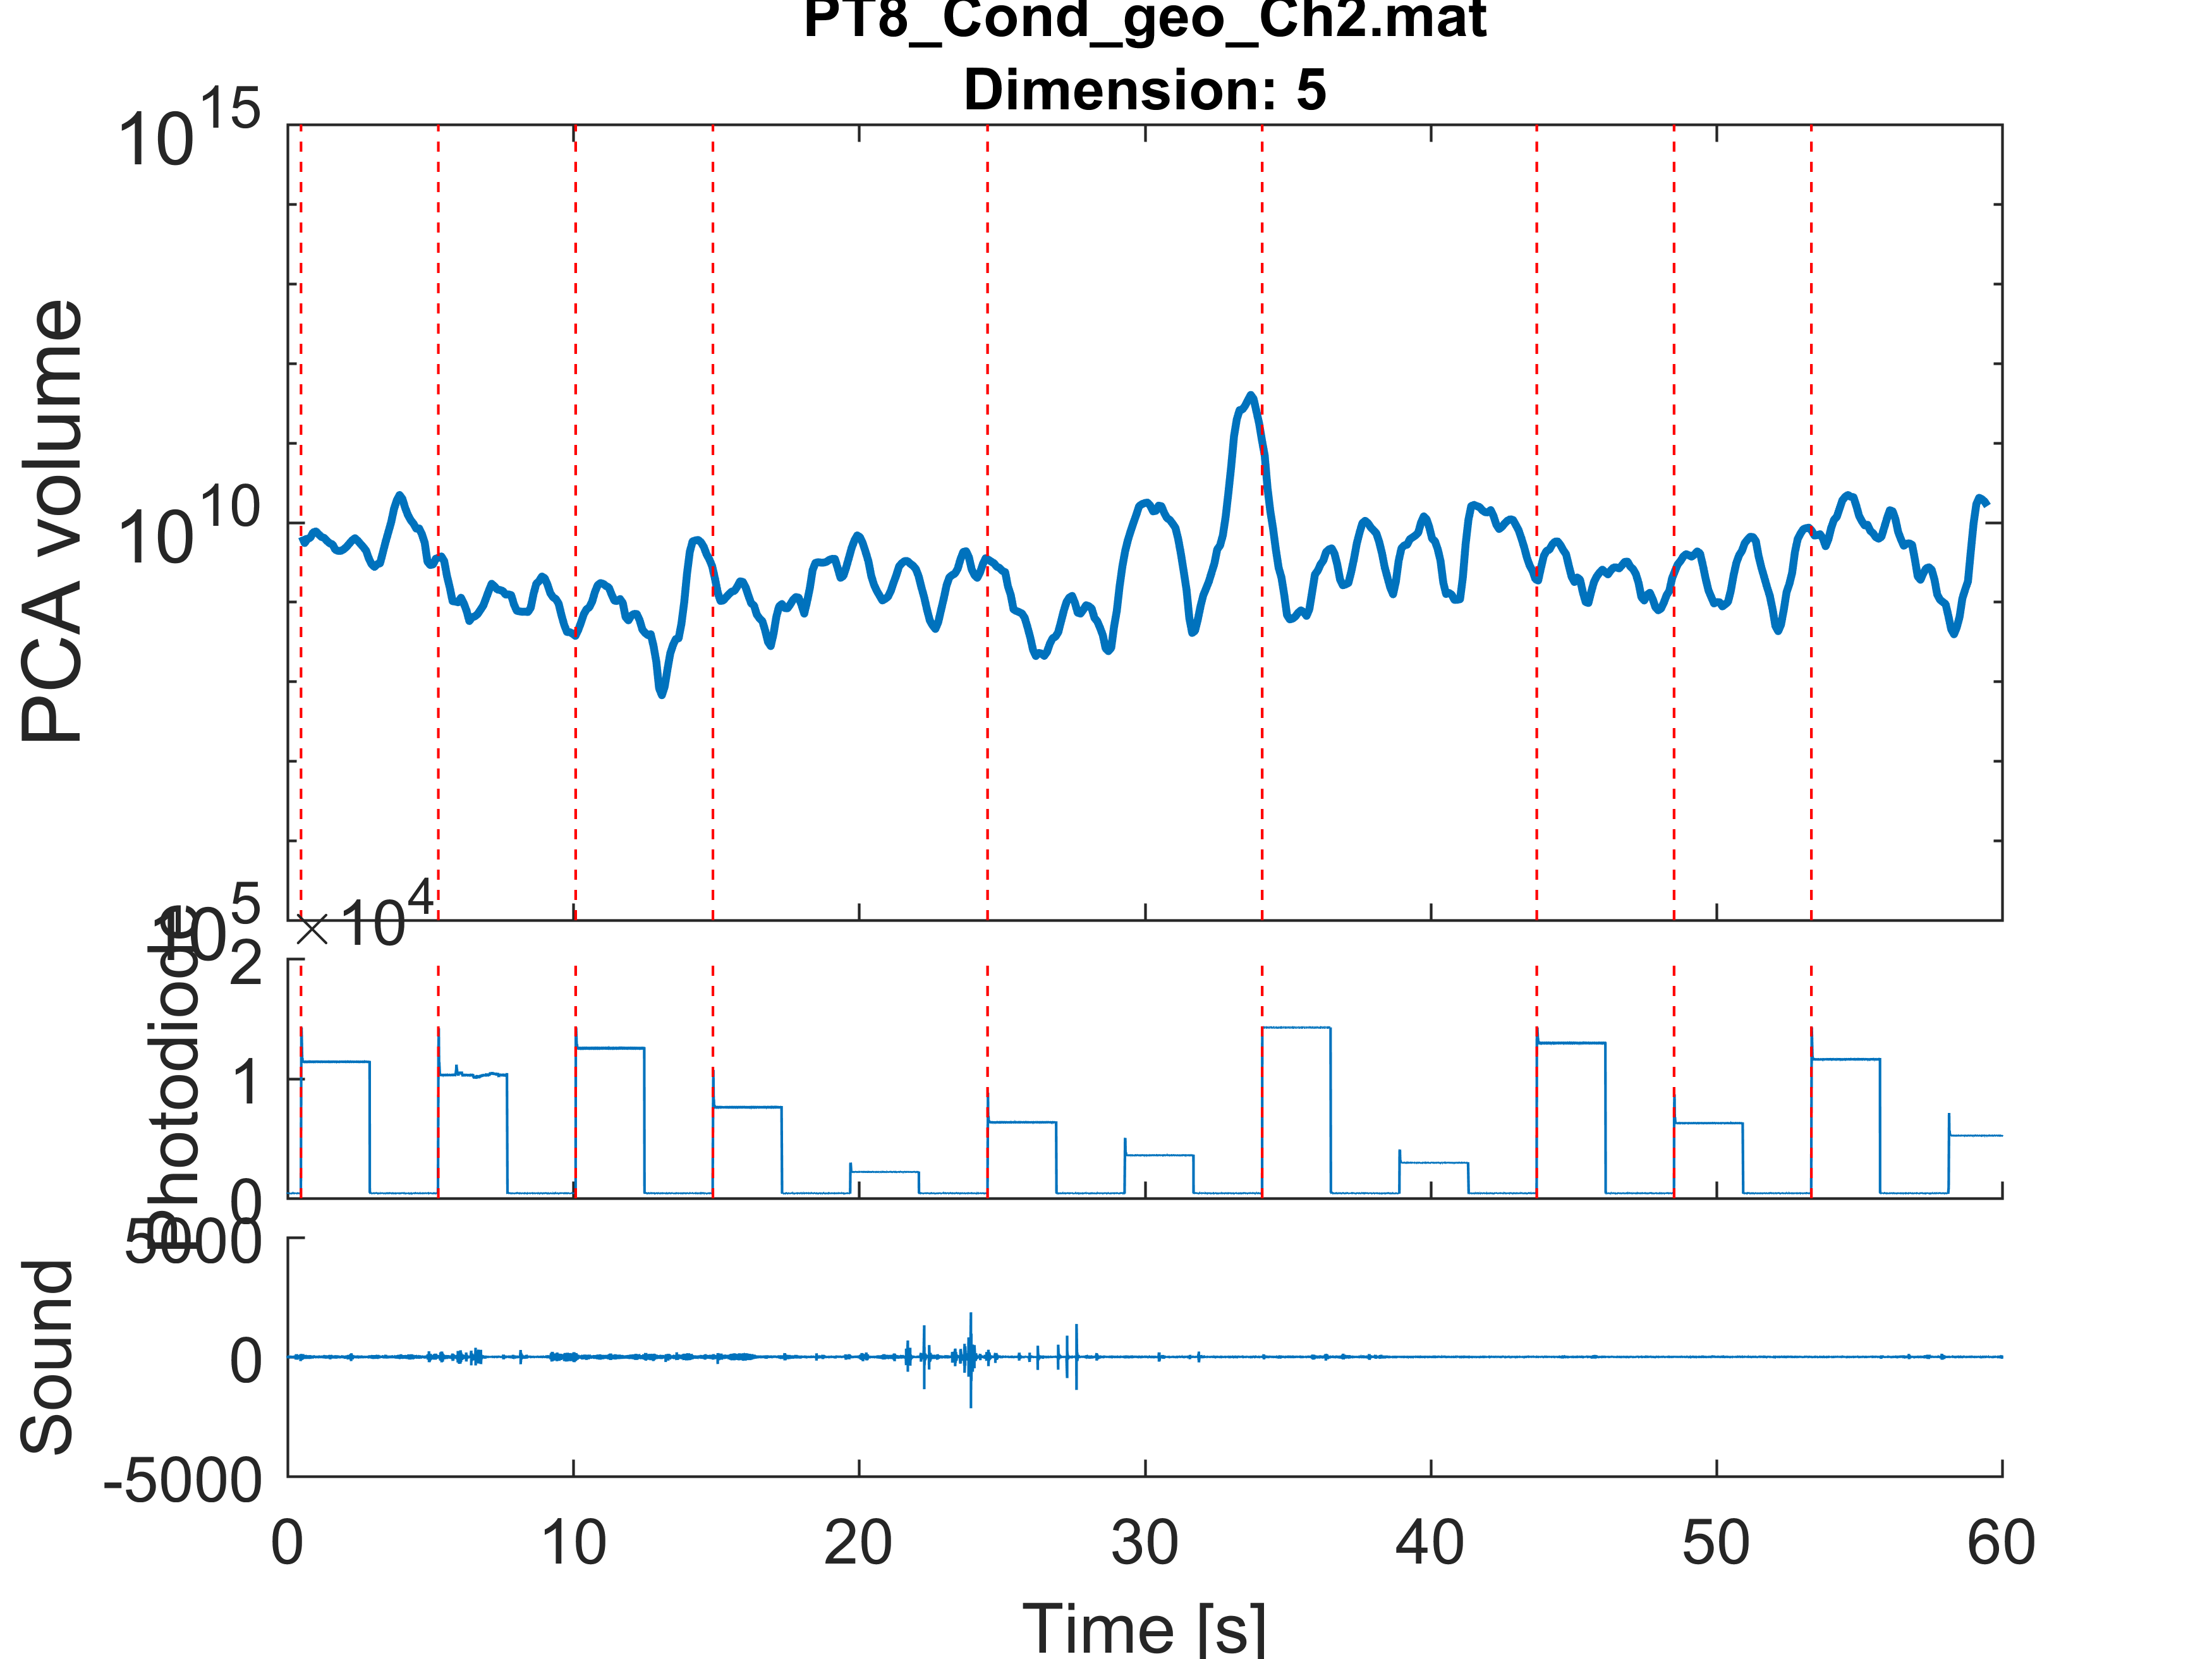 PT8_Cond_geo_Ch2.mat
Dimension: 5
10^15
10^10
10^5
PCA volume
×10^4
2
1
0
Photodiode
5000
0
-5000
Sound
0 10 20 30 40 50 60
Time [s]